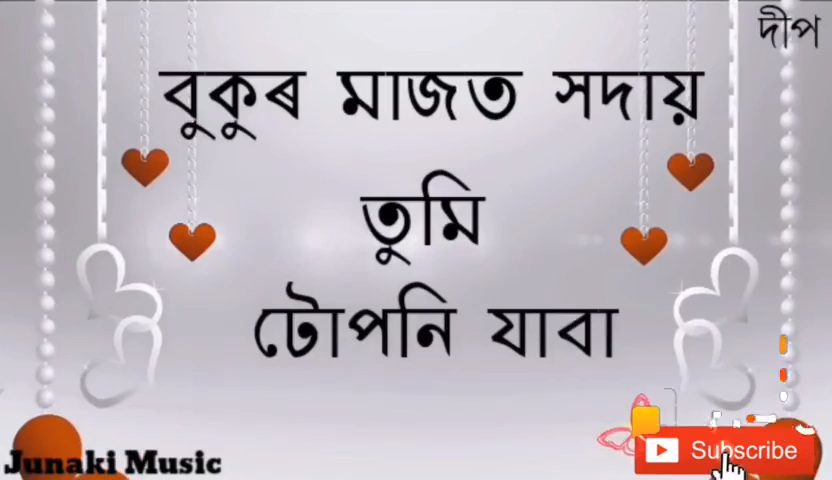 দীপ
বুকুৰ মাজত সদায়
তুমি
টোপনি যাবা
Junaki Music
Subscribe